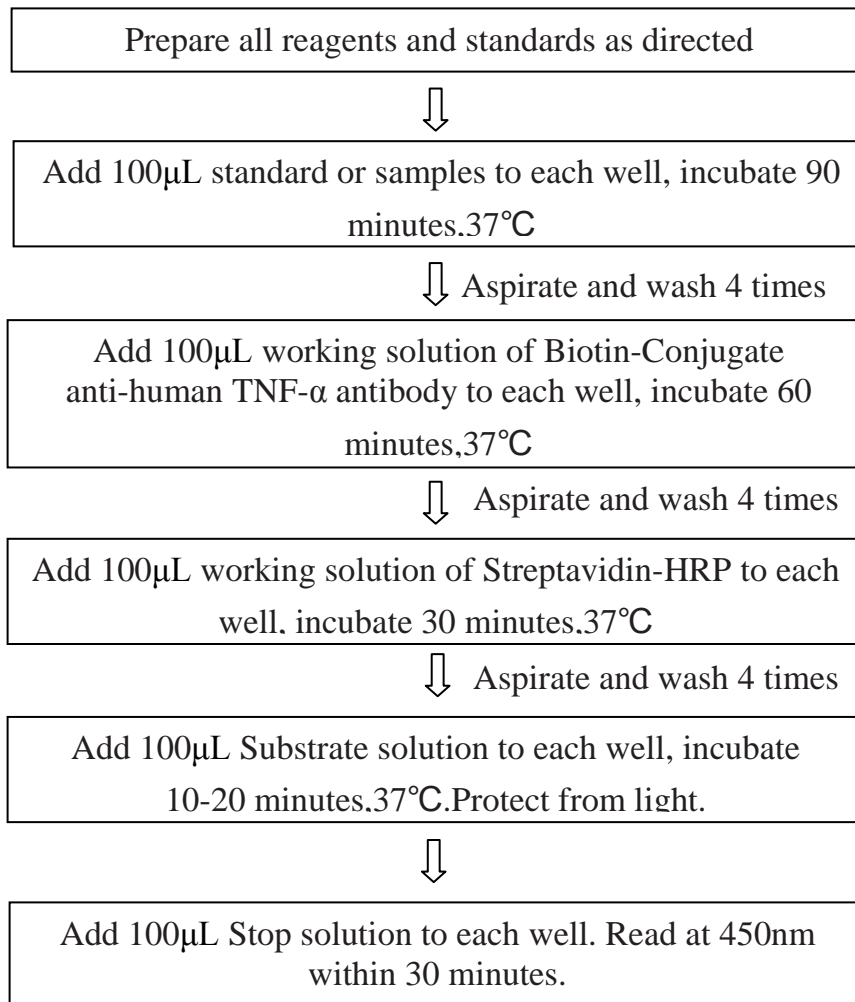 Prepare all reagents and standards as directed
Add 100μL standard or samples to each well, incubate 90
minutes,37℃
Aspirate and wash 4 times
Add 100μL working solution of Biotin-Conjugate
anti-human TNF-α antibody to each well, incubate 60
minutes,37℃
Aspirate and wash 4 times
Add 100μL working solution of Streptavidin-HRP to each
well, incubate 30 minutes,37℃
Aspirate and wash 4 times
Add 100μL Substrate solution to each well, incubate
10-20 minutes,37℃.Protect from light.
Add 100μL Stop solution to each well. Read at 450nm
within 30 minutes.